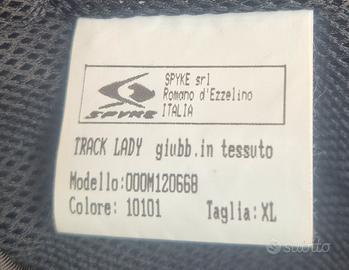 SPYKE srl
Romano d'Ezzelino
ITALIA
SPYKE
TRACK LADY giubb.in tessuto
Modello:000M120668
Colore: 10101 Taglia:XL
subito